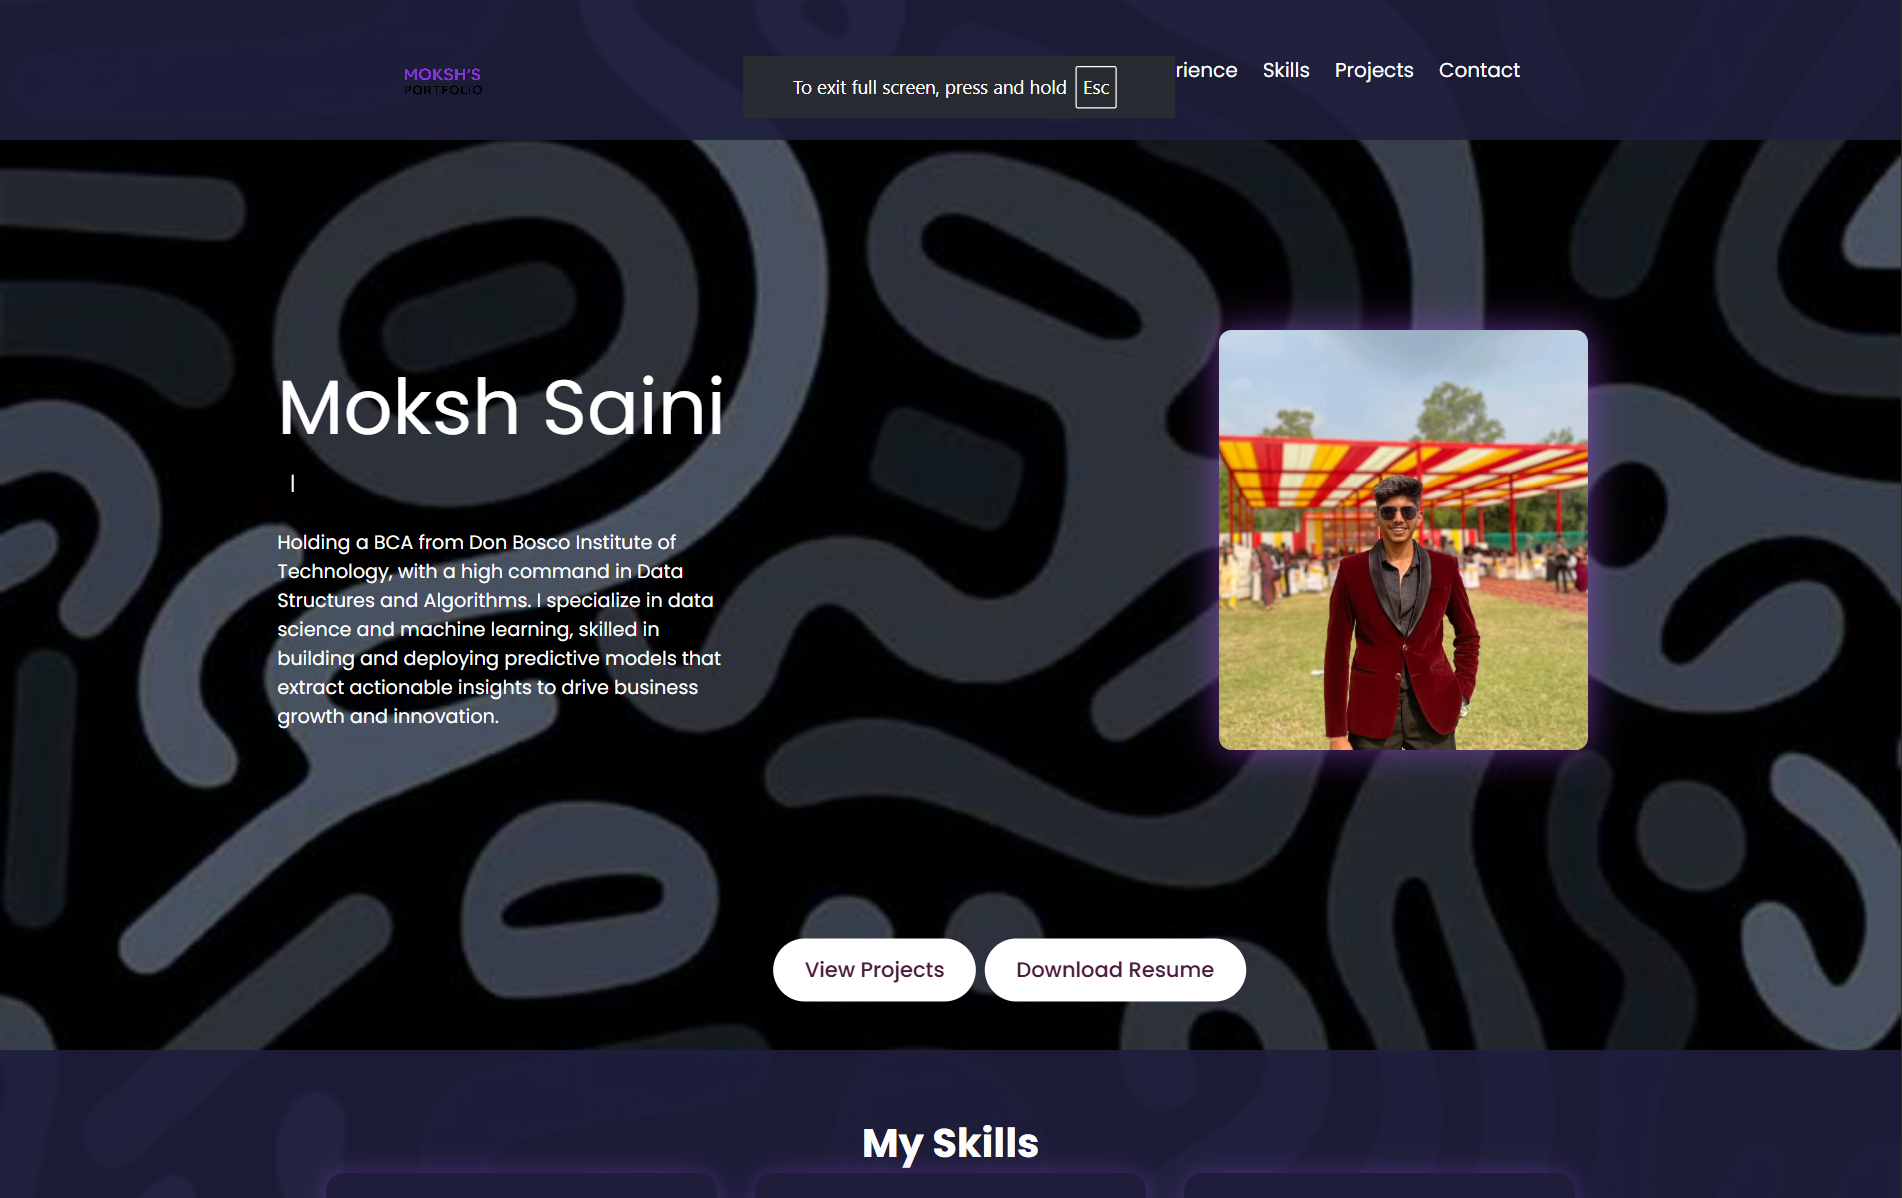 MOKSH'S
PORTFOLIO
To exit full screen, press and hold Esc
rience Skills Projects Contact
Moksh Saini
Holding a BCA from Don Bosco Institute of
Technology, with a high command in Data
Structures and Algorithms. I specialize in data
science and machine learning, skilled in
building and deploying predictive models that
extract actionable insights to drive business
growth and innovation.
View Projects Download Resume
My Skills